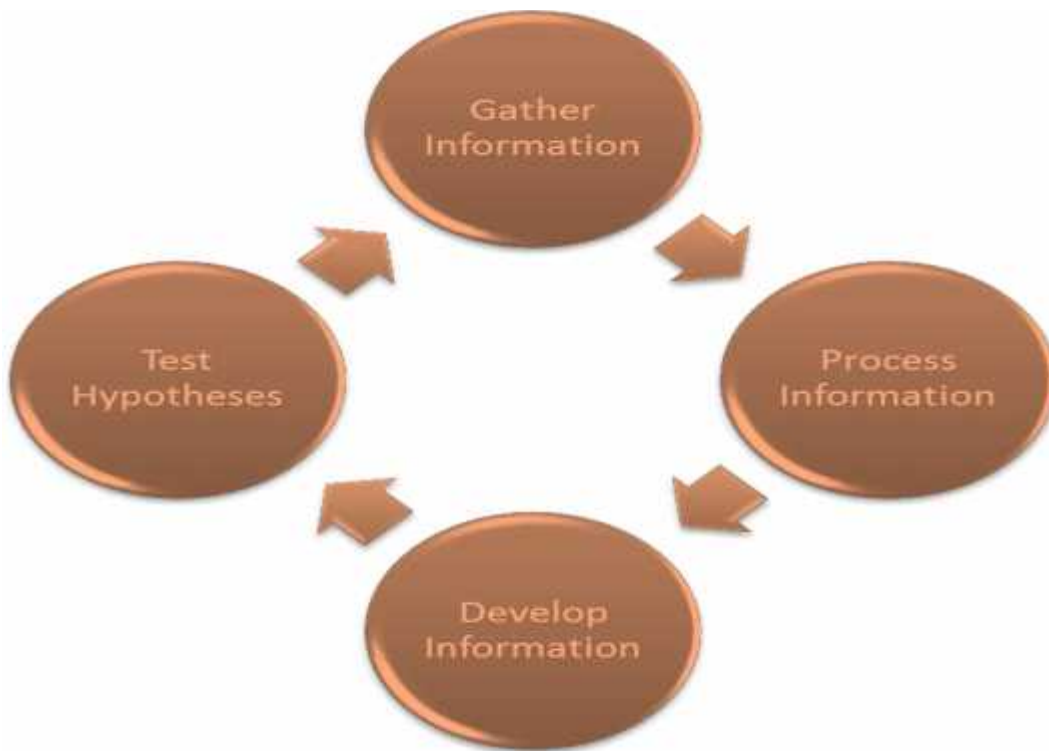 Gather
Information
Process
Information
Develop
Information
Test
Hypotheses